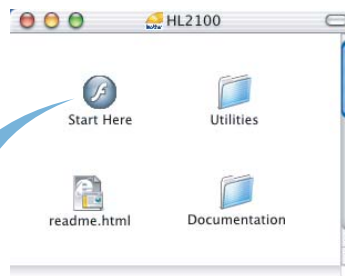 HL2100
Start Here
Utilities
readme.html
Documentation